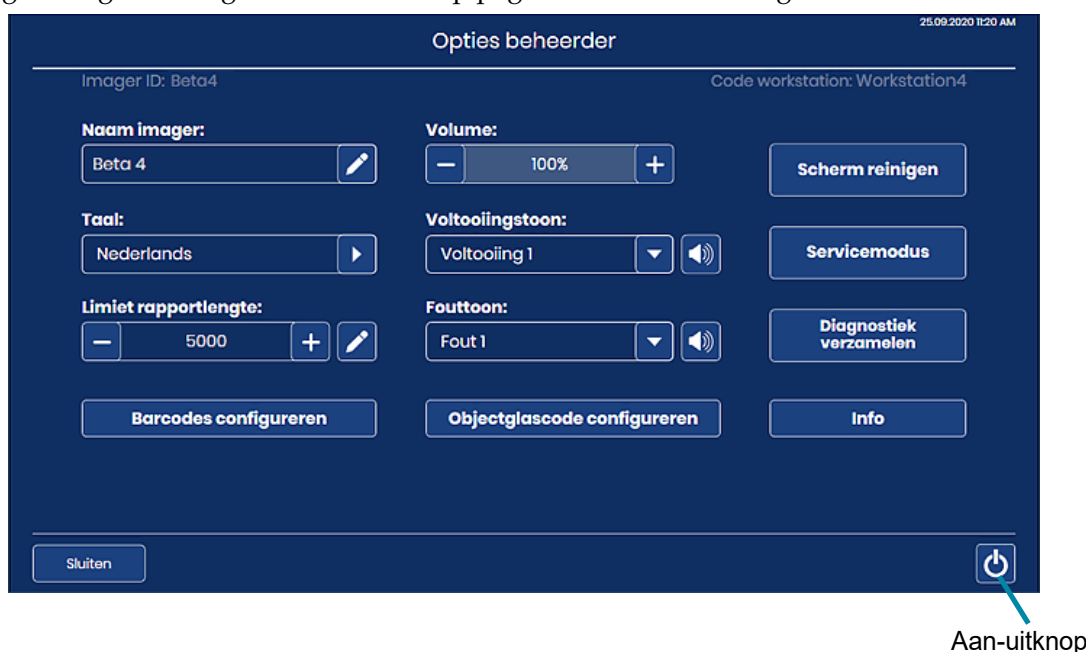 25.09.2020 11:20 AM
Opties beheerder
Imager ID: Beta4
Code workstation: Workstation4
Naam imager:
Volume:
Beta 4
100%
Scherm reinigen
Taal:
Voltooiingstoon:
Nederlands
Voltooiing 1
Servicemodus
Limiet rapportlengte:
Fouttoon:
5000
Fout 1
Diagnostiek
verzamelen
Barcodes configureren
Objectglascode configureren
Info
Sluiten
Aan-uitknop